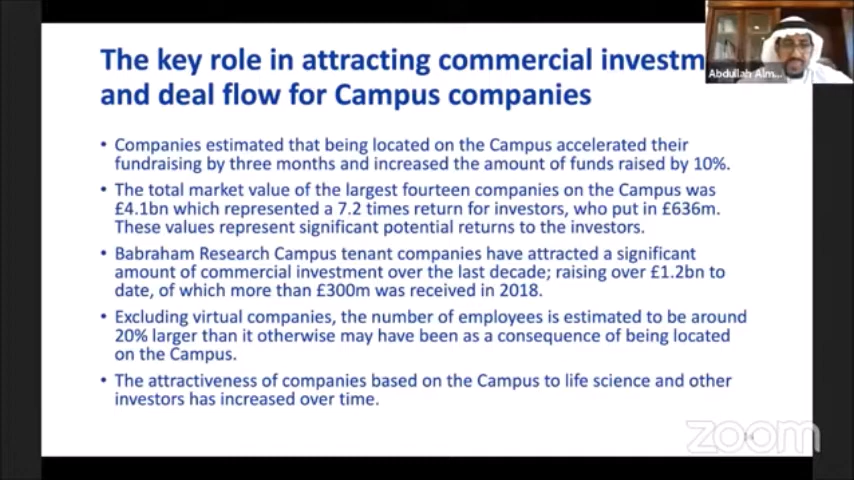 The key role in attracting commercial investm
and deal flow for Campus companies
Abdullah Alm...
• Companies estimated that being located on the Campus accelerated their
fundraising by three months and increased the amount of funds raised by 10%.
• The total market value of the largest fourteen companies on the Campus was
£4.1bn which represented a 7.2 times return for investors, who put in £636m.
These values represent significant potential returns to the investors.
• Babraham Research Campus tenant companies have attracted a significant
amount of commercial investment over the last decade; raising over £1.2bn to
date, of which more than £300m was received in 2018.
• Excluding virtual companies, the number of employees is estimated to be around
20% larger than it otherwise may have been as a consequence of being located
on the Campus.
• The attractiveness of companies based on the Campus to life science and other
investors has increased over time.
zoom